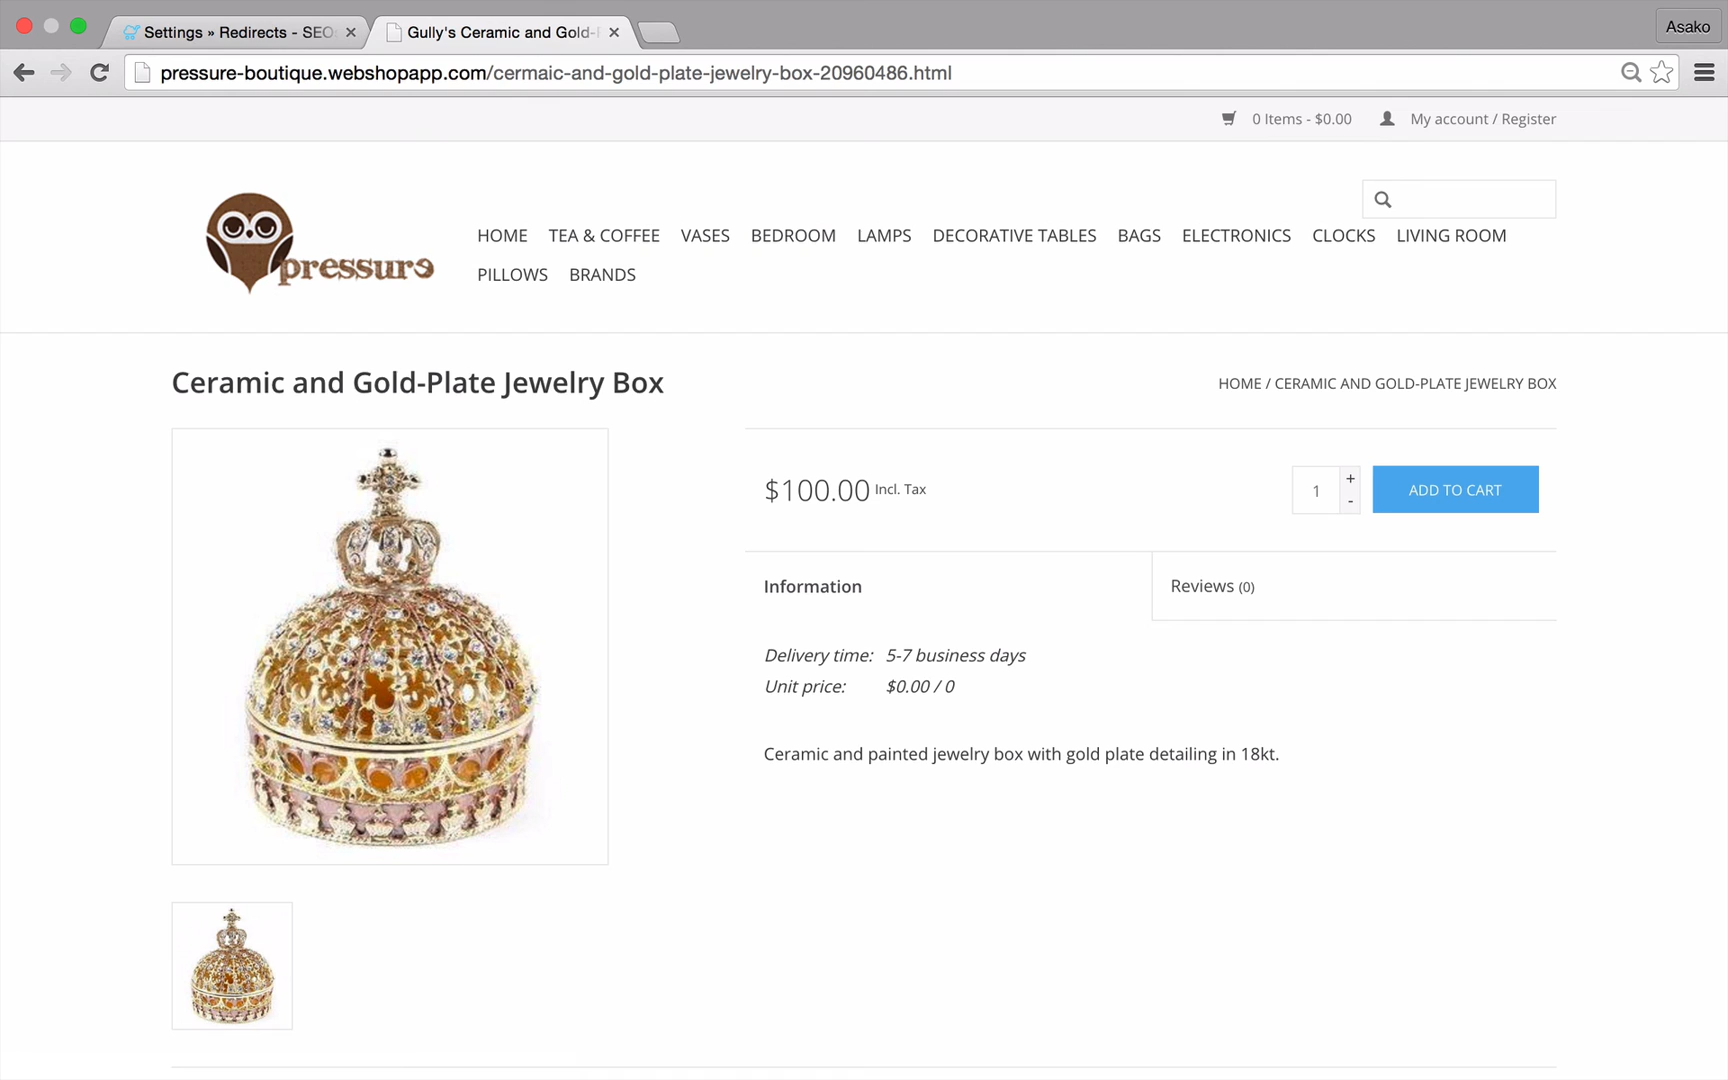 Settings » Redirects - SEO
Gully's Ceramic and Gold-
Asako
pressure-boutique.webshopapp.com/cermaic-and-gold-plate-jewelry-box-20960486.html
0 Items - $0.00
My account / Register
pressure
HOME TEA & COFFEE VASES BEDROOM LAMPS DECORATIVE TABLES BAGS ELECTRONICS CLOCKS LIVING ROOM
PILLOWS BRANDS
Ceramic and Gold-Plate Jewelry Box
HOME / CERAMIC AND GOLD-PLATE JEWELRY BOX
$100.00 Incl. Tax
1
+
-
ADD TO CART
Information
Reviews (0)
Delivery time: 5-7 business days
Unit price: $0.00 / 0
Ceramic and painted jewelry box with gold plate detailing in 18kt.